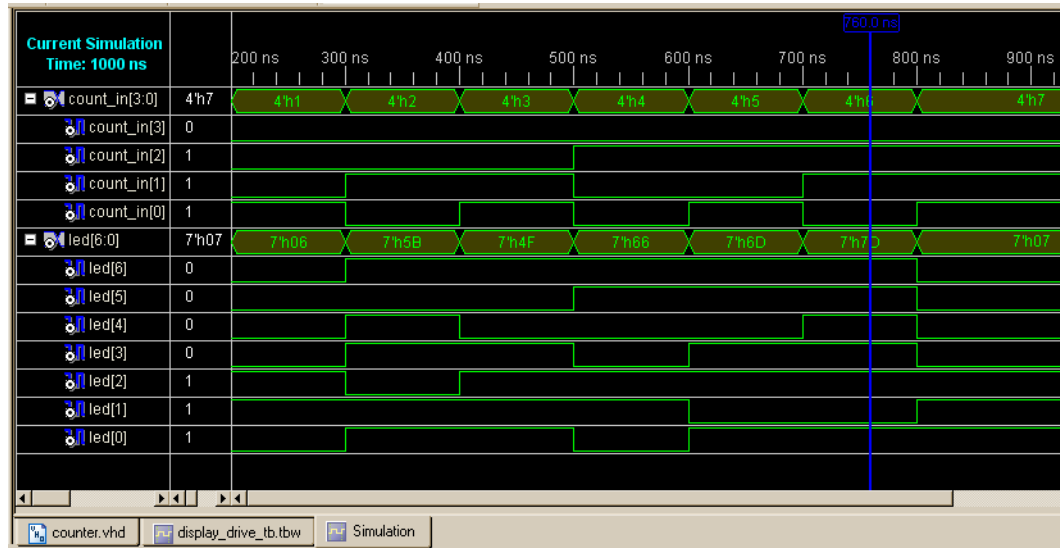 760.0 ns
Current Simulation
Time: 1000 ns
200 ns 300 ns 400 ns 500 ns 600 ns 700 ns 800 ns 900 ns
count_in[3:0] 4'h7 4'h1 4'h2 4'h3 4'h4 4'h5 4'h6 4'h7
count_in[3] 0
count_in[2] 1
count_in[1] 1
count_in[0] 1
led[6:0] 7'h07 7'h06 7'h5B 7'h4F 7'h66 7'h6D 7'h7D 7'h07
led[6] 0
led[5] 0
led[4] 0
led[3] 0
led[2] 1
led[1] 1
led[0] 1
counter.vhd display_drive_tb.tbw Simulation